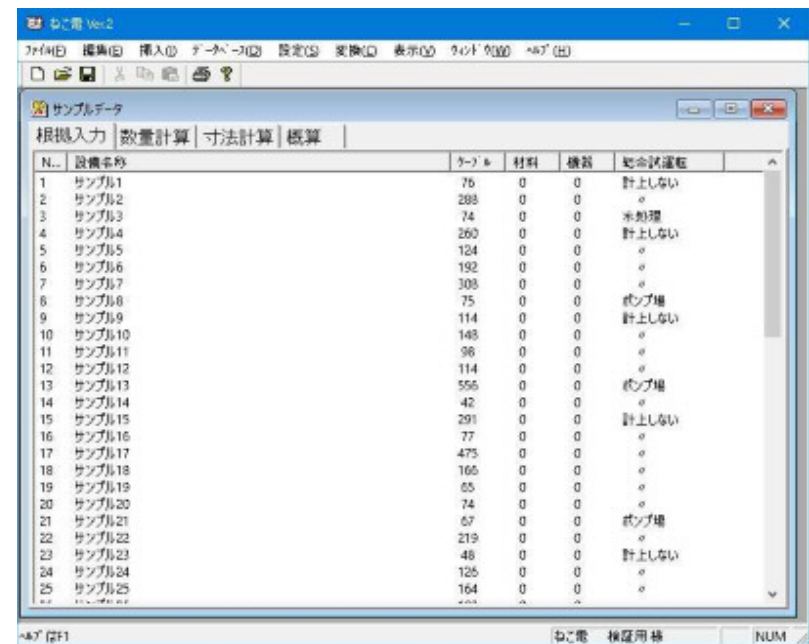 ねこ電 Ver.2
ファイル(F) 編集(E) 挿入(I) データベース(D) 設定(S) 変換(C) 表示(V) ウィンドウ(W) ヘルプ(H)
サンプルデータ
根拠入力 数量計算 寸法計算 概算
N... 設備名称 ケーブル 材料 機器 総合試運転
1 サンプル1 76 0 0 計上しない
2 サンプル2 288 0 0 〃
3 サンプル3 74 0 0 水処理
4 サンプル4 260 0 0 計上しない
5 サンプル5 124 0 0 〃
6 サンプル6 192 0 0 〃
7 サンプル7 308 0 0 〃
8 サンプル8 75 0 0 ポンプ場
9 サンプル9 114 0 0 計上しない
10 サンプル10 148 0 0 〃
11 サンプル11 98 0 0 〃
12 サンプル12 114 0 0 〃
13 サンプル13 556 0 0 ポンプ場
14 サンプル14 42 0 0 〃
15 サンプル15 291 0 0 計上しない
16 サンプル16 77 0 0 〃
17 サンプル17 475 0 0 〃
18 サンプル18 166 0 0 〃
19 サンプル19 65 0 0 〃
20 サンプル20 74 0 0 〃
21 サンプル21 67 0 0 ポンプ場
22 サンプル22 219 0 0 〃
23 サンプル23 48 0 0 計上しない
24 サンプル24 126 0 0 〃
25 サンプル25 164 0 0 〃
ヘルプはF1 ねこ電 検証用様 NUM